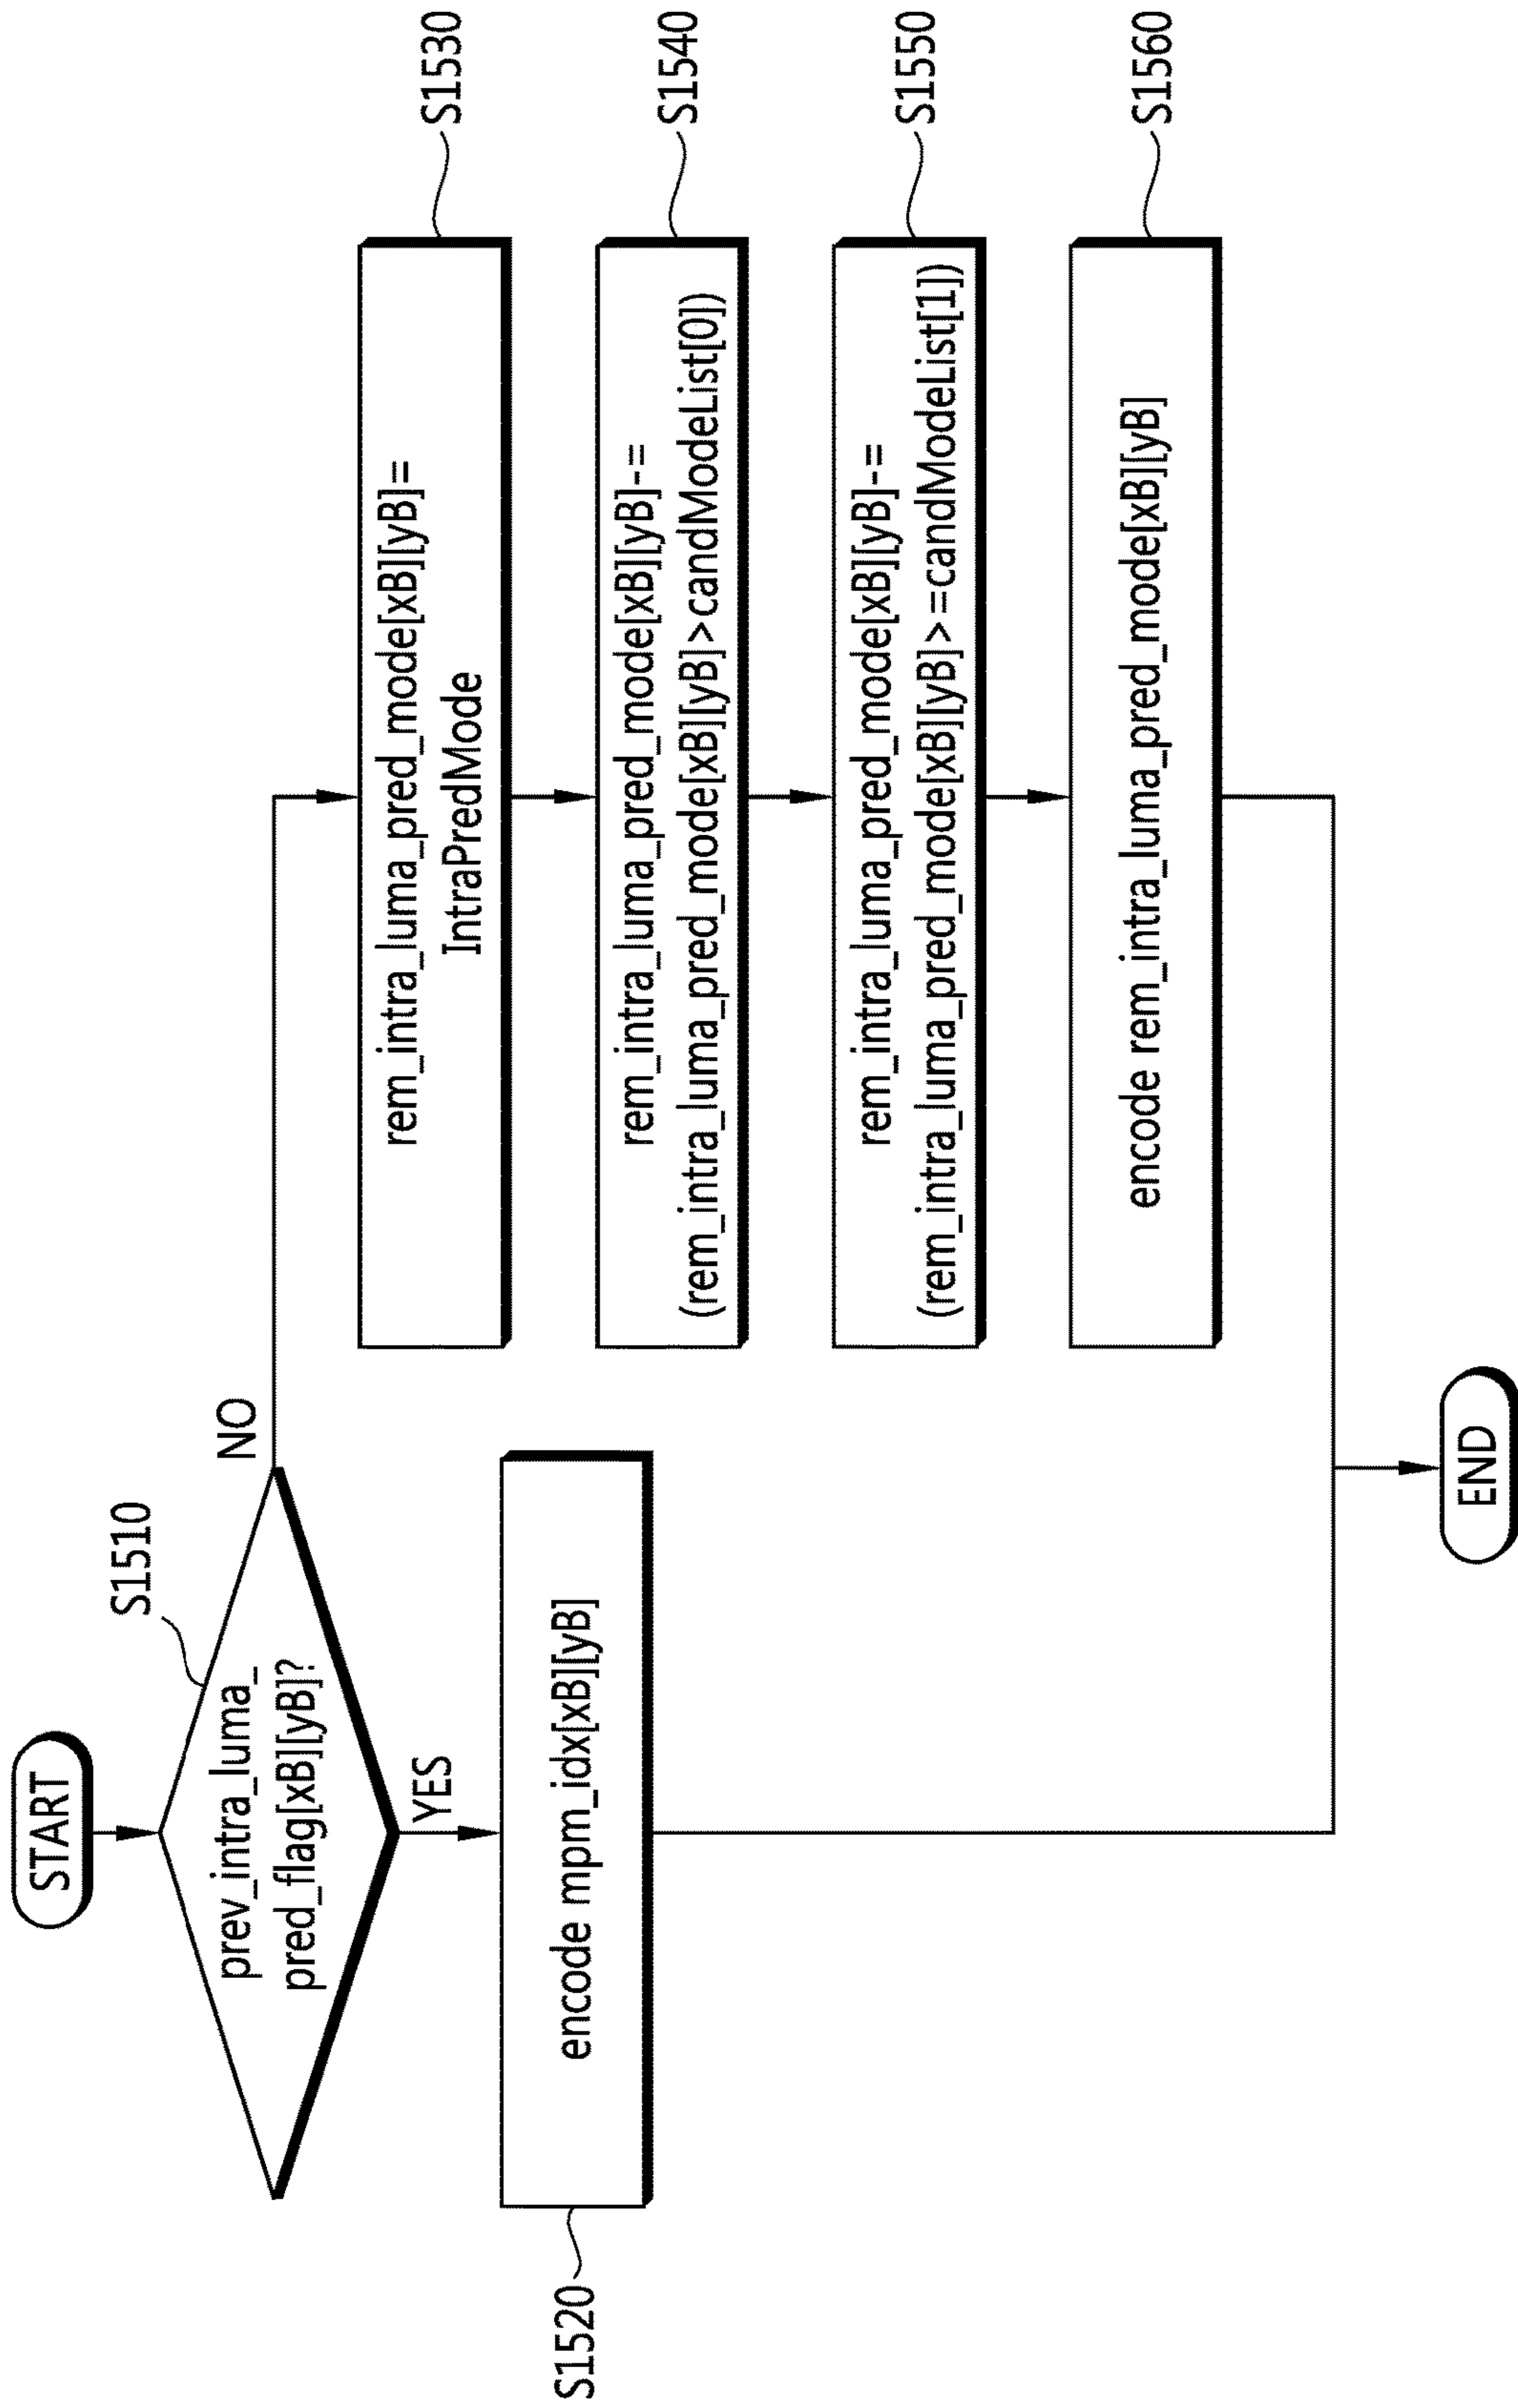 START
S1510
prev_intra_luma_
pred_flag[xB][yB]?
NO
YES
S1520
encode mpm_idx[xB][yB]
S1530
rem_intra_luma_pred_mode[xB][yB]=
IntraPredMode
S1540
rem_intra_luma_pred_mode[xB][yB]-=
(rem_intra_luma_pred_mode[xB][yB]>candModeList[0])
S1550
rem_intra_luma_pred_mode[xB][yB]-=
(rem_intra_luma_pred_mode[xB][yB]>=candModeList[1])
S1560
encode rem_intra_luma_pred_mode[xB][yB]
END